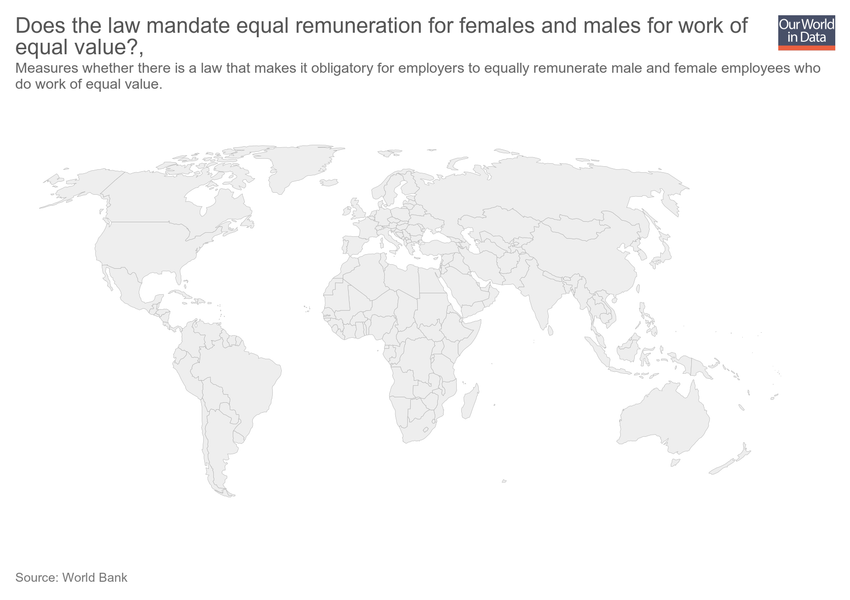 Does the law mandate equal remuneration for females and males for work of
equal value?,
Our World
in Data
Measures whether there is a law that makes it obligatory for employers to equally remunerate male and female employees who
do work of equal value.
Source: World Bank